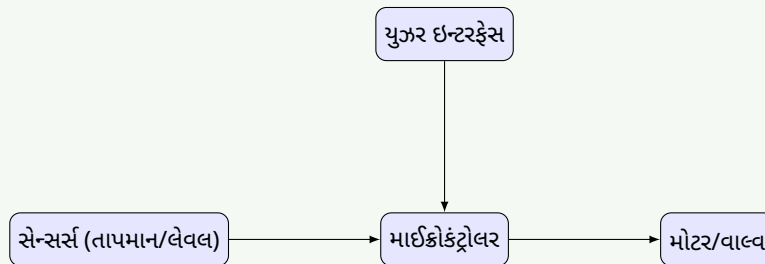 યુઝર ઇન્ટરફેસ
સેન્સર્સ (તાપમાન/લેવલ)
માઈક્રોકંટ્રોલર
મોટર/વાલ્વ